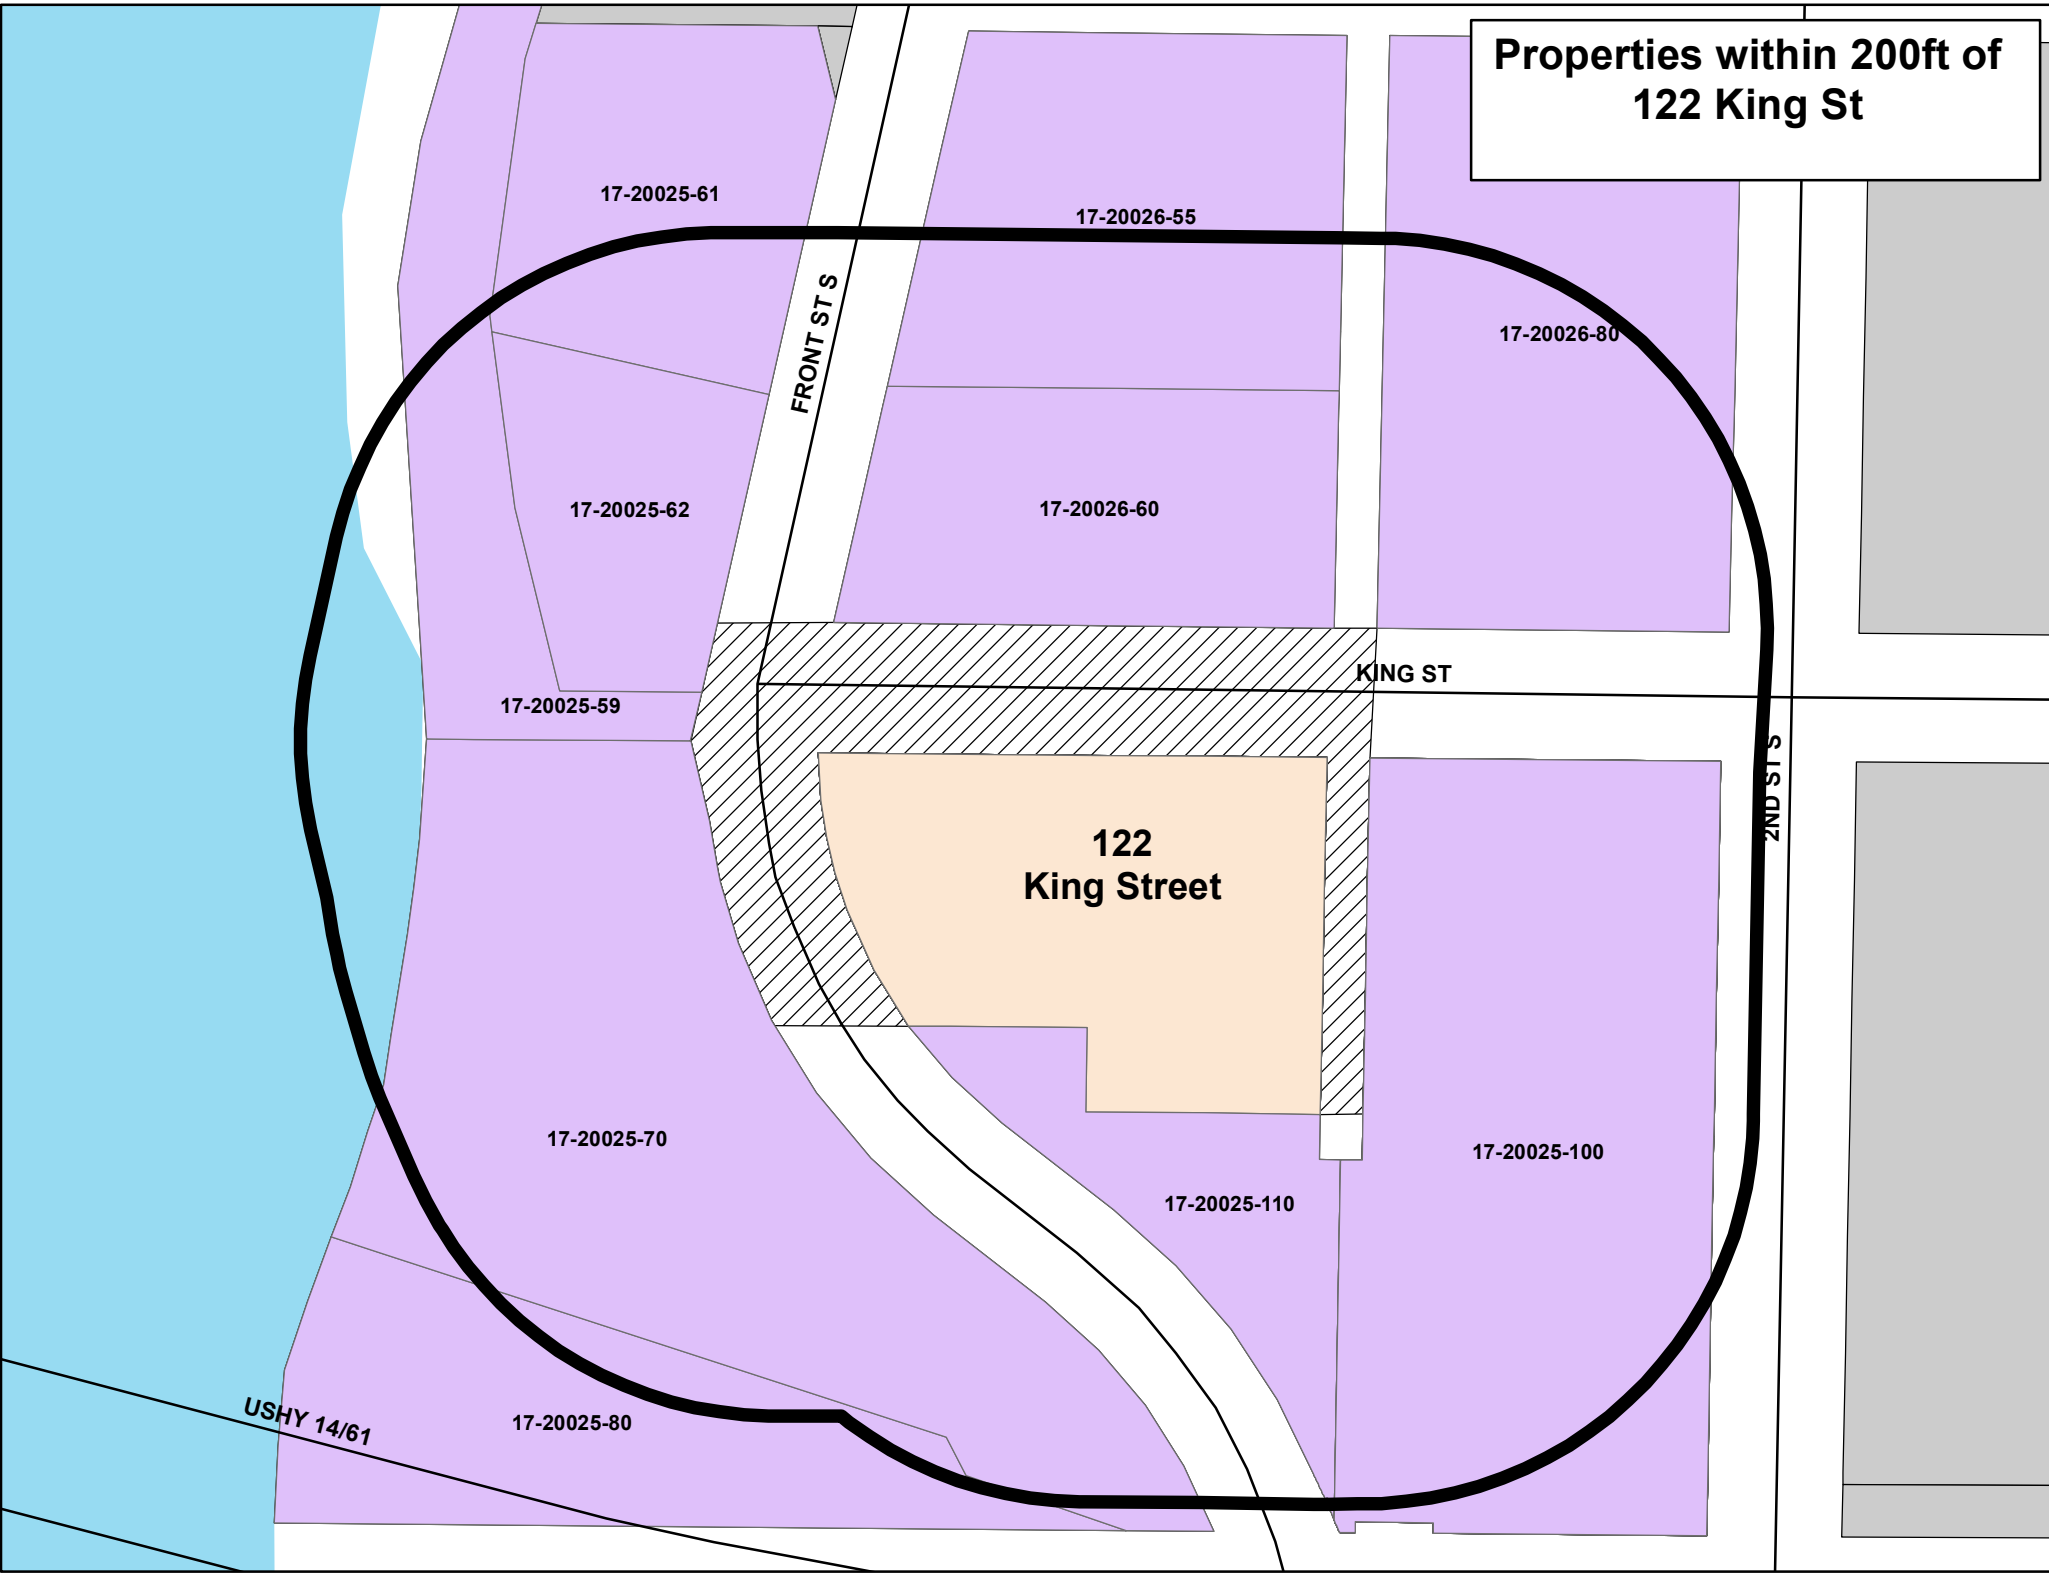 Properties within 200ft of
122 King St
17-20025-61
17-20026-55
FRONT ST S
17-20026-80
17-20025-62
17-20026-60
KING ST
17-20025-59
2ND ST S
122
King Street
17-20025-70
17-20025-100
17-20025-110
USHY 14/61
17-20025-80